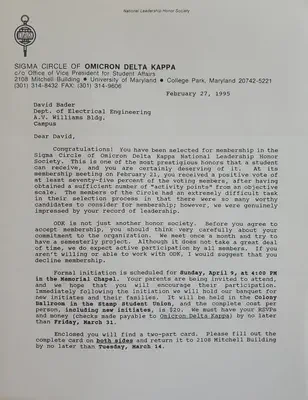 National Leadership Honor Society
SIGMA CIRCLE OF OMICRON DELTA KAPPA
c/o Office of Vice President for Student Affairs
2108 Mitchell Building • University of Maryland • College Park, Maryland 20742-5221
(301) 314-8432 FAX: (301) 314-9606
February 27, 1995
David Bader
Dept. of Electrical Engineering
A.V. Williams Bldg.
Campus
Dear David,
Congratulations! You have been selected for membership in the
Sigma Circle of Omicron Delta Kappa National Leadership Honor
Society. This is one of the most prestigious honors that a student
can receive, and you are certainly deserving of it. At its
membership meeting on February 21, you received a positive vote of
at least seventy-five percent of the voting members, after having
obtained a sufficient number of "activity points" from an objective
scale. The members of the Circle had an extremely difficult task
in their selection process in that there were so many worthy
candidates to consider for membership; however, we were genuinely
impressed by your record of leadership.
ODK is not just another honor society. Before you agree to
accept membership, you should think very carefully about your
commitment to the organization. We meet once a month and try to
have a semesterly project. Although it does not take a great deal
of time, we do expect active participation by all members. If you
aren't willing or able to work with ODK, I would suggest that you
decline membership.
Formal initiation is scheduled for Sunday, April 9, at 4:00 PM
in the Memorial Chapel. Your parents are being invited to attend,
and we hope that you will encourage their participation.
Immediately following the initiation we will hold our banquet for
new initiates and their families. It will be held in the Colony
Ballroom in the Stamp Student Union, and the complete cost per
person, including new initiates, is $20. We must have your RSVPs
and money (checks made payable to Omicron Delta Kappa) by no later
than Friday, March 31.
Enclosed you will find a two-part card. Please fill out the
complete card on both sides and return it to 2108 Mitchell Building
by no later than Tuesday, March 14.